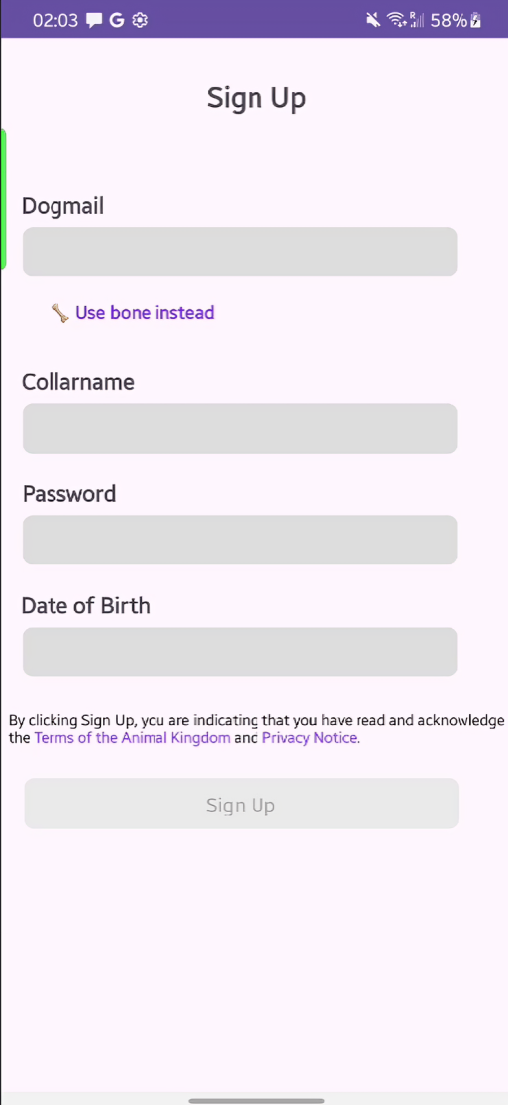 02:03 G R 58%
Sign Up
Dogmail
Use bone instead
Collarname
Password
Date of Birth
By clicking Sign Up, you are indicating that you have read and acknowledge
the Terms of the Animal Kingdom and Privacy Notice.
Sign Up